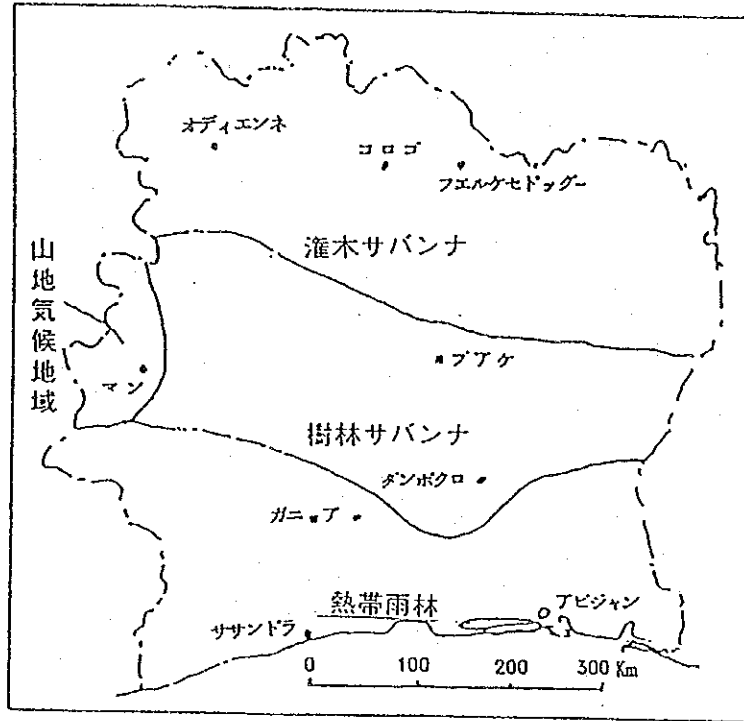 オディエンネ
コロゴ
フエルケセドッグー
灌木サバンナ
山地気候地域
ブアケ
マン
樹林サバンナ
ダンボクロ
ガニョア
熱帯雨林
アビジャン
ササンドラ
0 100 200 300 Km